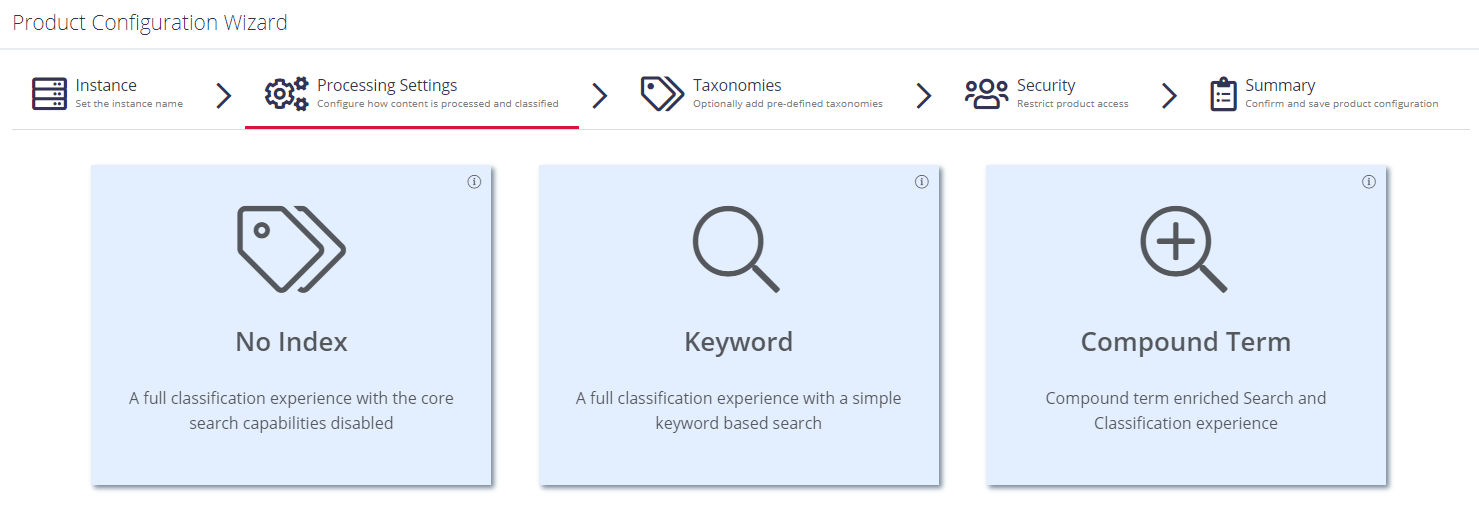 Product Configuration Wizard
Instance
Set the instance name
Processing Settings
Configure how content is processed and classified
Taxonomies
Optionally add pre-defined taxonomies
Security
Restrict product access
Summary
Confirm and save product configuration
No Index
A full classification experience with the core
search capabilities disabled
Keyword
A full classification experience with a simple
keyword based search
Compound Term
Compound term enriched Search and
Classification experience